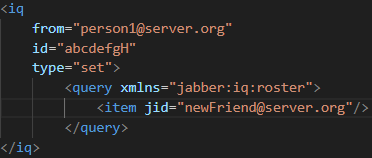 <iq
    from="person1@server.org"
    id="abcdefgH"
    type="set">
        <query xmlns="jabber:iq:roster">
            <item jid="newFriend@server.org"/>
        </query>
</iq>